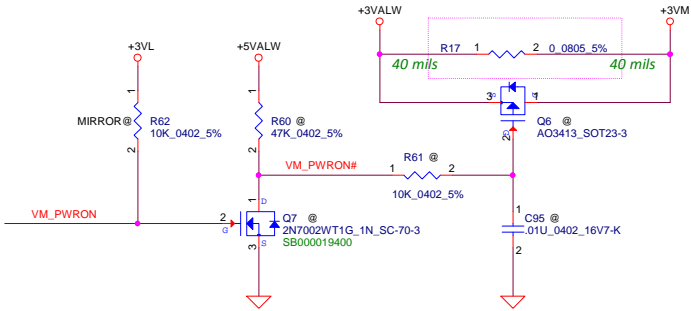 +3VALW
+3VM
R17
1
2
0_0805_5%
40 mils
40 mils
+3VL
+5VALW
3
S
1
D
Q6 @
AO3413_SOT23-3
2
G
1
MIRROR@
R62
10K_0402_5%
2
1
R60 @
47K_0402_5%
2
VM_PWRON#
R61 @
1
2
10K_0402_5%
VM_PWRON
2
G
1
D
Q7 @
2N7002WT1G_1N_SC-70-3
SB000019400
3
S
1
C95 @
.01U_0402_16V7-K
2